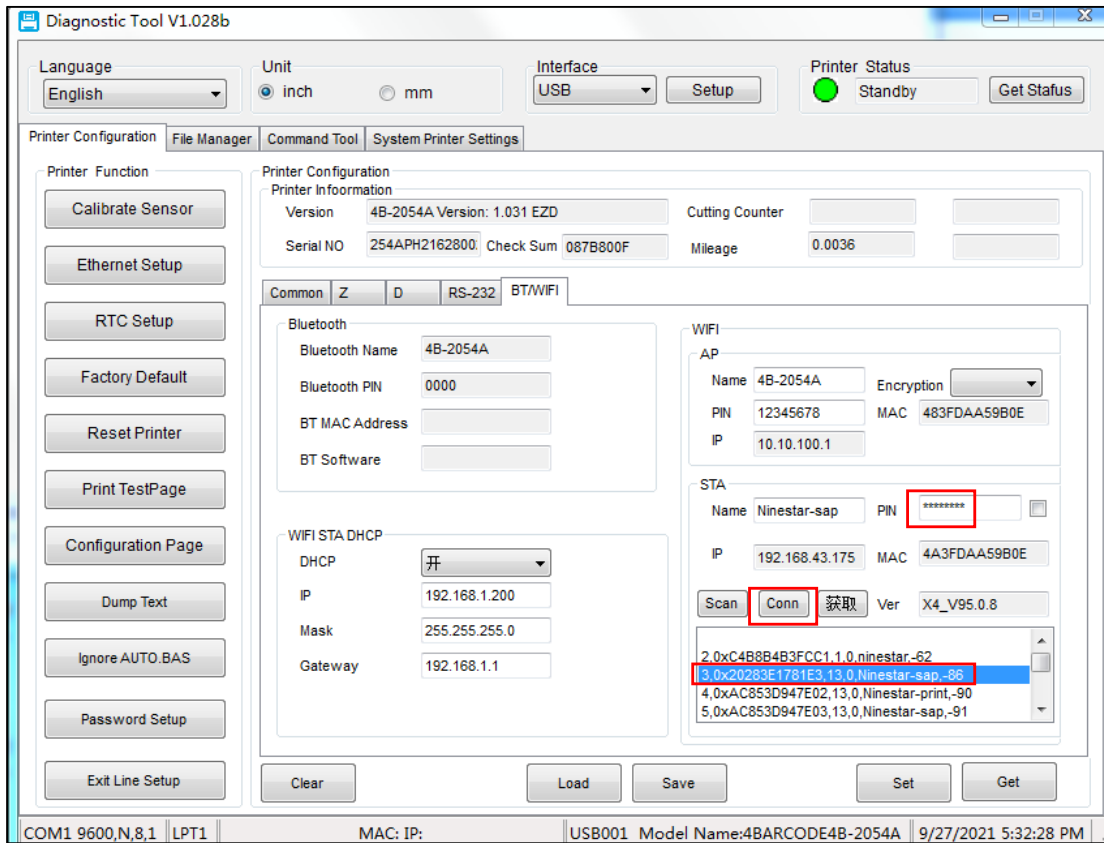 Diagnostic Tool V1.028b
Language
English
Unit
inch
mm
Interface
USB
Setup
Printer Status
Standby
Get Status
Printer Configuration
File Manager
Command Tool
System Printer Settings
Printer Function
Calibrate Sensor
Ethernet Setup
RTC Setup
Factory Default
Reset Printer
Print TestPage
Configuration Page
Dump Text
Ignore AUTO.BAS
Password Setup
Exit Line Setup
Printer Configuration
Printer Infoormation
Version
4B-2054A Version: 1.031 EZD
Cutting Counter
Serial NO
254APH2162800
Check Sum
087B800F
Mileage
0.0036
Common
Z
D
RS-232
BT/WIFI
Bluetooth
Bluetooth Name
4B-2054A
Bluetooth PIN
0000
BT MAC Address
BT Software
WIFI STA DHCP
DHCP
开
IP
192.168.1.200
Mask
255.255.255.0
Gateway
192.168.1.1
WIFI
AP
Name
4B-2054A
Encryption
PIN
12345678
MAC
483FDAA59B0E
IP
10.10.100.1
STA
Name
Ninestar-sap
PIN
********
IP
192.168.43.175
MAC
4A3FDAA59B0E
Scan
Conn
获取
Ver
X4_V95.0.8
2,0xC4B8B4B3FCC1,1,0,ninestar,-62
3,0x20283E1781E3,13,0,Ninestar-sap,-86
4,0xAC853D947E02,13,0,Ninestar-print,-90
5,0xAC853D947E03,13,0,Ninestar-sap,-91
Clear
Load
Save
Set
Get
COM1 9600,N,8,1
LPT1
MAC: IP:
USB001 Model Name:4BARCODE4B-2054A
9/27/2021 5:32:28 PM